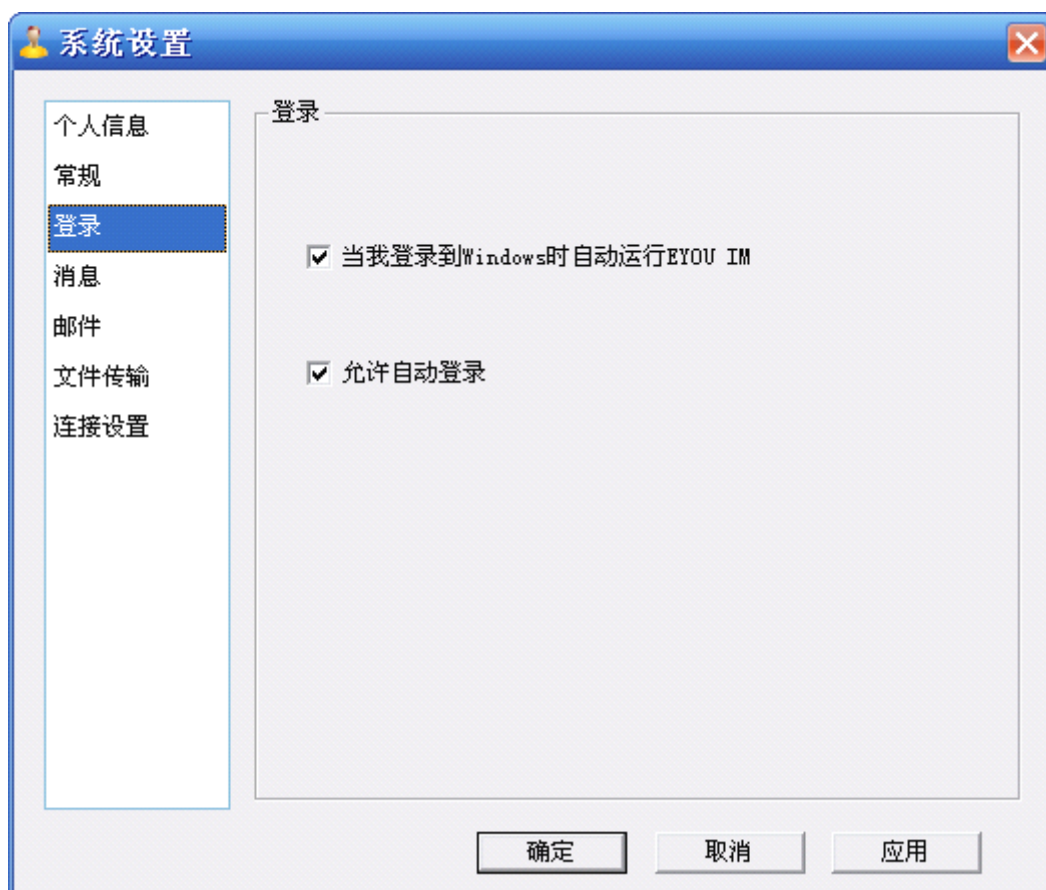 系统设置
个人信息
常规
登录
消息
邮件
文件传输
连接设置
登录
当我登录到Windows时自动运行EYOU IM
允许自动登录
确定
取消
应用